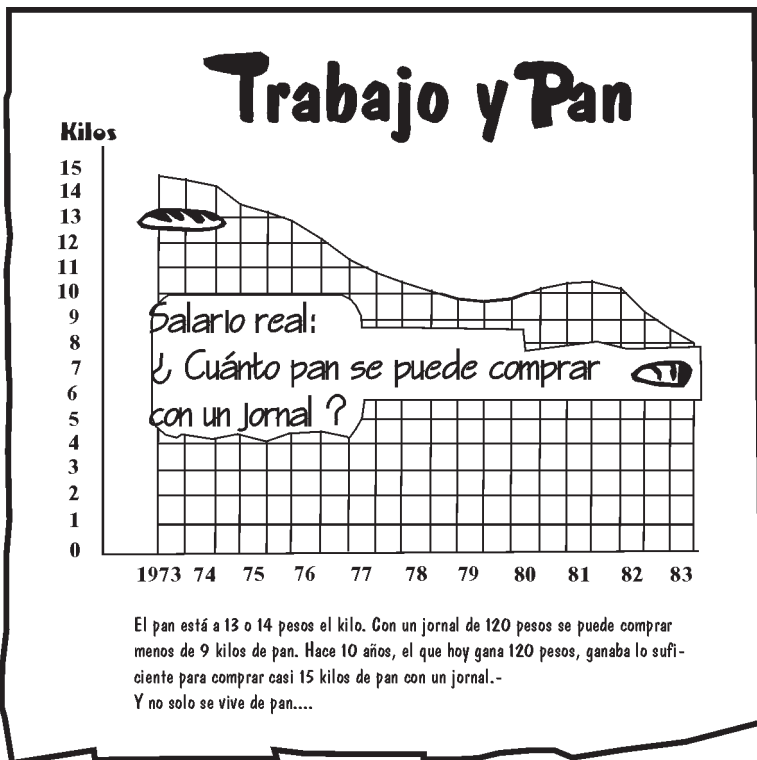 Trabajo y Pan
Kilos
15
14
13
12
11
10
9
8
7
6
5
4
3
2
1
0
Salario real:
¿ Cuánto pan se puede comprar
con un jornal ?
1973 74 75 76 77 78 79 80 81 82 83
El pan está a 13 o 14 pesos el kilo. Con un jornal de 120 pesos se puede comprar
menos de 9 kilos de pan. Hace 10 años, el que hoy gana 120 pesos, ganaba lo sufi-
ciente para comprar casi 15 kilos de pan con un jornal.-
Y no solo se vive de pan....